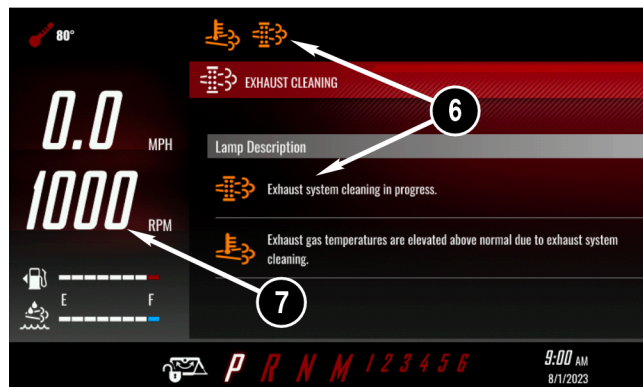 80°
EXHAUST CLEANING
6
0.0 MPH
Lamp Description
Exhaust system cleaning in progress.
1000 RPM
Exhaust gas temperatures are elevated above normal due to exhaust system
cleaning.
7
E F
P R N M 1 2 3 4 5 6
9:00 AM
8/1/2023